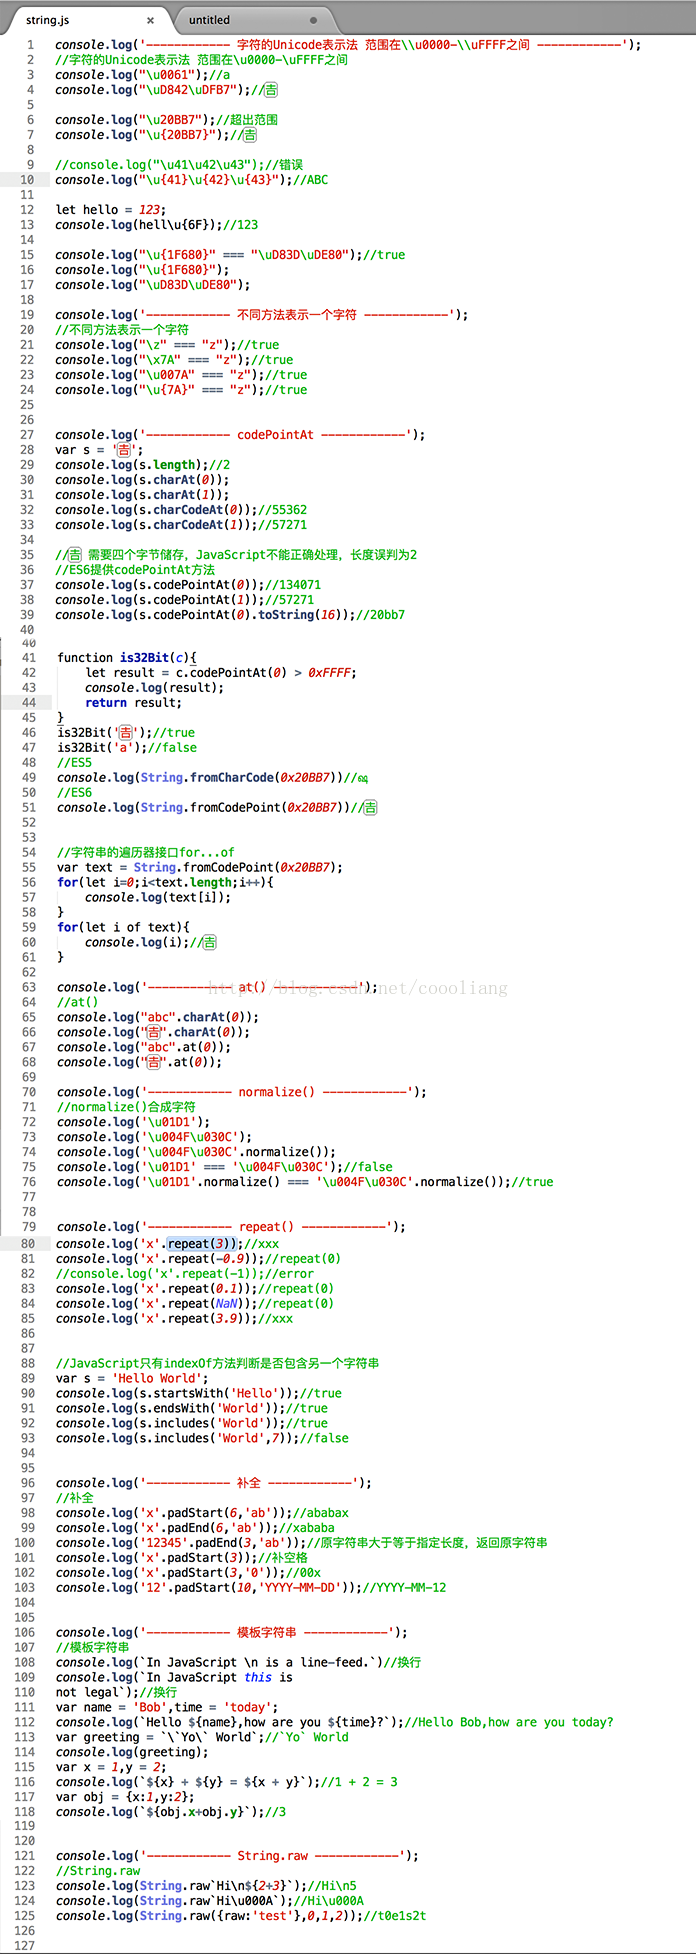 string.js × untitled
1 console.log('------------ 字符的Unicode表示法 范围在\\u0000-\\uFFFF之间 ------------');
2 //字符的Unicode表示法 范围在\u0000-\uFFFF之间
3 console.log("\u0061");//a
4 console.log("\uD842\uDFB7");//𠮷
5
6 console.log("\u20BB7");//超出范围
7 console.log("\u{20BB7}");//𠮷
8
9 //console.log("\u41\u42\u43");//错误
10 console.log("\u{41}\u{42}\u{43}");//ABC
11
12 let hello = 123;
13 console.log(hell\u{6F});//123
14
15 console.log("\u{1F680}" === "\uD83D\uDE80");//true
16 console.log("\u{1F680}");
17 console.log("\uD83D\uDE80");
18
19 console.log('------------ 不同方法表示一个字符 ------------');
20 //不同方法表示一个字符
21 console.log("\z" === "z");//true
22 console.log("\x7A" === "z");//true
23 console.log("\u007A" === "z");//true
24 console.log("\u{7A}" === "z");//true
25
26
27 console.log('------------ codePointAt ------------');
28 var s = '𠮷';
29 console.log(s.length);//2
30 console.log(s.charAt(0));
31 console.log(s.charAt(1));
32 console.log(s.charCodeAt(0));//55362
33 console.log(s.charCodeAt(1));//57271
34
35 //𠮷 需要四个字节储存，JavaScript不能正确处理，长度误判为2
36 //ES6提供codePointAt方法
37 console.log(s.codePointAt(0));//134071
38 console.log(s.codePointAt(1));//57271
39 console.log(s.codePointAt(0).toString(16));//20bb7
40
40
41 function is32Bit(c){
42 let result = c.codePointAt(0) > 0xFFFF;
43 console.log(result);
44 return result;
45 }
46 is32Bit('𠮷');//true
47 is32Bit('a');//false
48 //ES5
49 console.log(String.fromCharCode(0x20BB7))//ஷ
50 //ES6
51 console.log(String.fromCodePoint(0x20BB7))//𠮷
52
53
54 //字符串的遍历器接口for...of
55 var text = String.fromCodePoint(0x20BB7);
56 for(let i=0;i<text.length;i++){
57 console.log(text[i]);
58 }
59 for(let i of text){
60 console.log(i);//𠮷
61 }
62
63 console.log('------------ at() ------------');
http://blog.csdn.net/coooliang
64 //at()
65 console.log("abc".charAt(0));
66 console.log("𠮷".charAt(0));
67 console.log("abc".at(0));
68 console.log("𠮷".at(0));
69
70 console.log('------------ normalize() ------------');
71 //normalize()合成字符
72 console.log('\u01D1');
73 console.log('\u004F\u030C');
74 console.log('\u004F\u030C'.normalize());
75 console.log('\u01D1' === '\u004F\u030C');//false
76 console.log('\u01D1'.normalize() === '\u004F\u030C'.normalize());//true
77
78
79 console.log('------------ repeat() ------------');
80 console.log('x'.repeat(3));//xxx
81 console.log('x'.repeat(-0.9));//repeat(0)
82 //console.log('x'.repeat(-1));//error
83 console.log('x'.repeat(0.1));//repeat(0)
84 console.log('x'.repeat(NaN));//repeat(0)
85 console.log('x'.repeat(3.9));//xxx
86
87
88 //JavaScript只有indexOf方法判断是否包含另一个字符串
89 var s = 'Hello World';
90 console.log(s.startsWith('Hello'));//true
91 console.log(s.endsWith('World'));//true
92 console.log(s.includes('World'));//true
93 console.log(s.includes('World',7));//false
94
95
96 console.log('------------ 补全 ------------');
97 //补全
98 console.log('x'.padStart(6,'ab'));//ababax
99 console.log('x'.padEnd(6,'ab'));//xababa
100 console.log('12345'.padEnd(3,'ab'));//原字符串大于等于指定长度，返回原字符串
101 console.log('x'.padStart(3));//补空格
102 console.log('x'.padStart(3,'0'));//00x
103 console.log('12'.padStart(10,'YYYY-MM-DD'));//YYYY-MM-12
104
105
106 console.log('------------ 模板字符串 ------------');
107 //模板字符串
108 console.log(`In JavaScript \n is a line-feed.`)//换行
109 console.log(`In JavaScript this is
110 not legal`);//换行
111 var name = 'Bob',time = 'today';
112 console.log(`Hello ${name},how are you ${time}?`);//Hello Bob,how are you today?
113 var greeting = `\`Yo\` World`;//`Yo` World
114 console.log(greeting);
115 var x = 1,y = 2;
116 console.log(`${x} + ${y} = ${x + y}`);//1 + 2 = 3
117 var obj = {x:1,y:2};
118 console.log(`${obj.x+obj.y}`);//3
119
120
121 console.log('------------ String.raw ------------');
122 //String.raw
123 console.log(String.raw`Hi\n${2+3}`);//Hi\n5
124 console.log(String.raw`Hi\u000A`);//Hi\u000A
125 console.log(String.raw({raw:'test'},0,1,2));//t0e1s2t
126
127